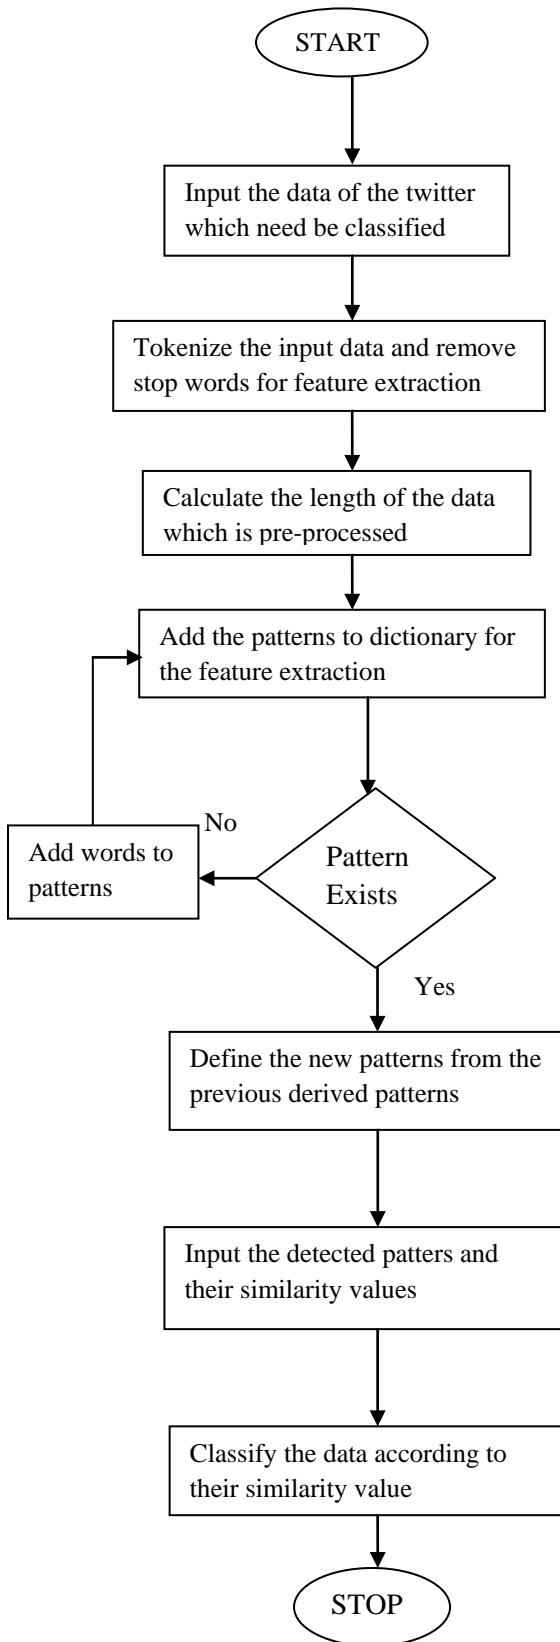 START
Input the data of the twitter
which need be classified
Tokenize the input data and remove
stop words for feature extraction
Calculate the length of the data
which is pre-processed
Add the patterns to dictionary for
the feature extraction
No
Add words to
patterns
Pattern
Exists
Yes
Define the new patterns from the
previous derived patterns
Input the detected patters and
their similarity values
Classify the data according to
their similarity value
STOP